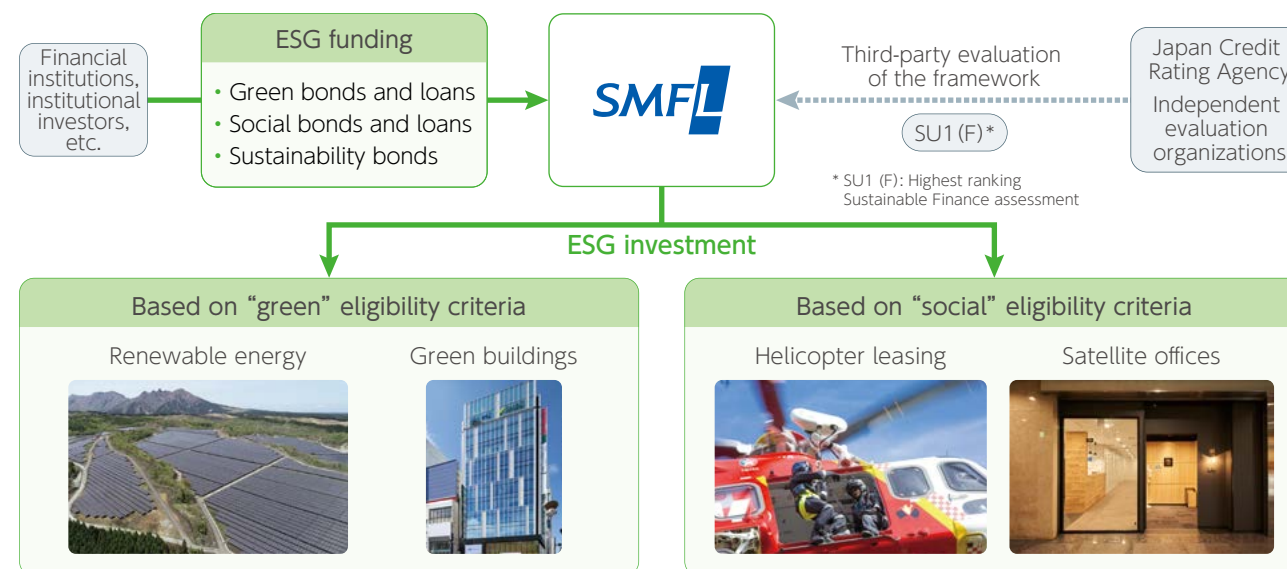 Financial
institutions,
institutional
investors,
etc.
ESG funding
• Green bonds and loans
• Social bonds and loans
• Sustainability bonds
SMFL
Third-party evaluation
of the framework
SU1 (F)*
* SU1 (F): Highest ranking
Sustainable Finance assessment
Japan Credit
Rating Agency
Independent
evaluation
organizations
ESG investment
Based on “green” eligibility criteria
Renewable energy
Green buildings
Based on “social” eligibility criteria
Helicopter leasing
Satellite offices